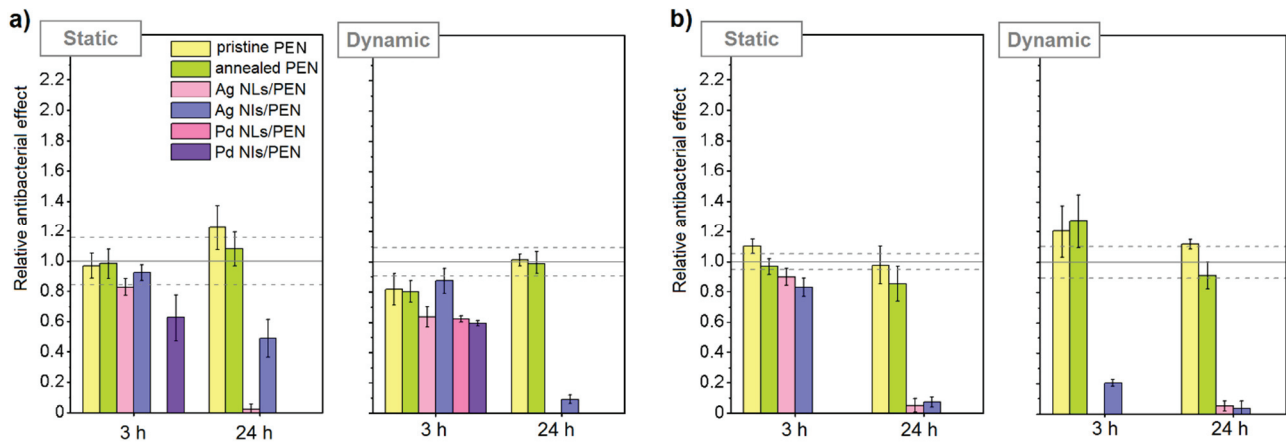 a)
Static
Dynamic
Relative antibacterial effect
2.2
2.0
1.8
1.6
1.4
1.2
1.0
0.8
0.6
0.4
0.2
0
pristine PEN
annealed PEN
Ag NLs/PEN
Ag NIs/PEN
Pd NLs/PEN
Pd NIs/PEN
3 h
24 h
3 h
24 h
b)
Static
Dynamic
Relative antibacterial effect
2.2
2.0
1.8
1.6
1.4
1.2
1.0
0.8
0.6
0.4
0.2
0
3 h
24 h
3 h
24 h